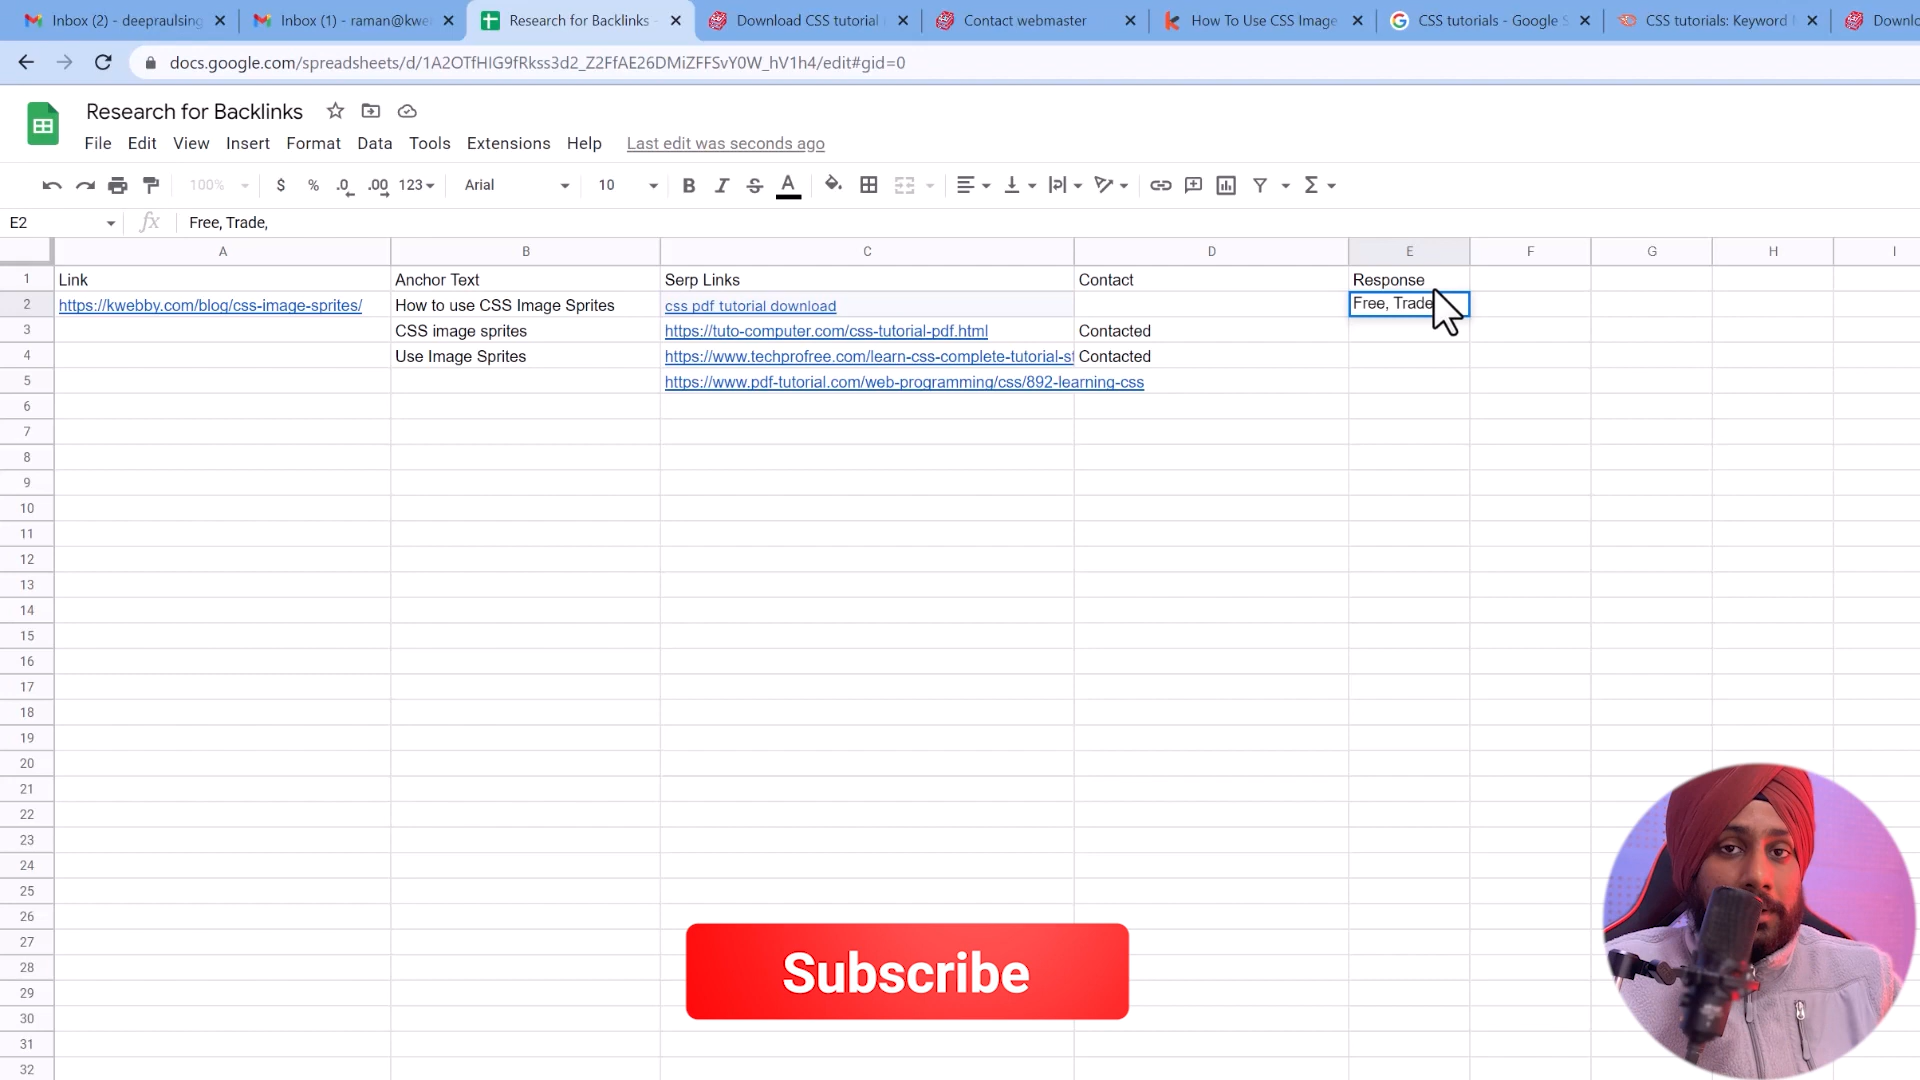 Inbox (2) - deepraulsing
Inbox (1) - raman@kwe
Research for Backlinks -
Download CSS tutorial
Contact webmaster
How To Use CSS Image
CSS tutorials - Google S
CSS tutorials: Keyword
Downlo
docs.google.com/spreadsheets/d/1A2OTfHIG9fRkss3d2_Z2FfAE26DMiZFFSvY0W_hV1h4/edit#gid=0
Research for Backlinks
File Edit View Insert Format Data Tools Extensions Help Last edit was seconds ago
100% $ % .0 .00 123 Arial 10 B I S A Σ
E2 fx Free, Trade,
A B C D E F G H I
1 Link Anchor Text Serp Links Contact Response
2 https://kwebby.com/blog/css-image-sprites/ How to use CSS Image Sprites css pdf tutorial download Free, Trade
3 CSS image sprites https://tuto-computer.com/css-tutorial-pdf.html Contacted
4 Use Image Sprites https://www.techprofree.com/learn-css-complete-tutorial-st Contacted
5 https://www.pdf-tutorial.com/web-programming/css/892-learning-css
6
7
8
9
10
11
12
13
14
15
16
17
18
19
20
21
22
23
24
25
26
27
28
29
30
31
32
Subscribe